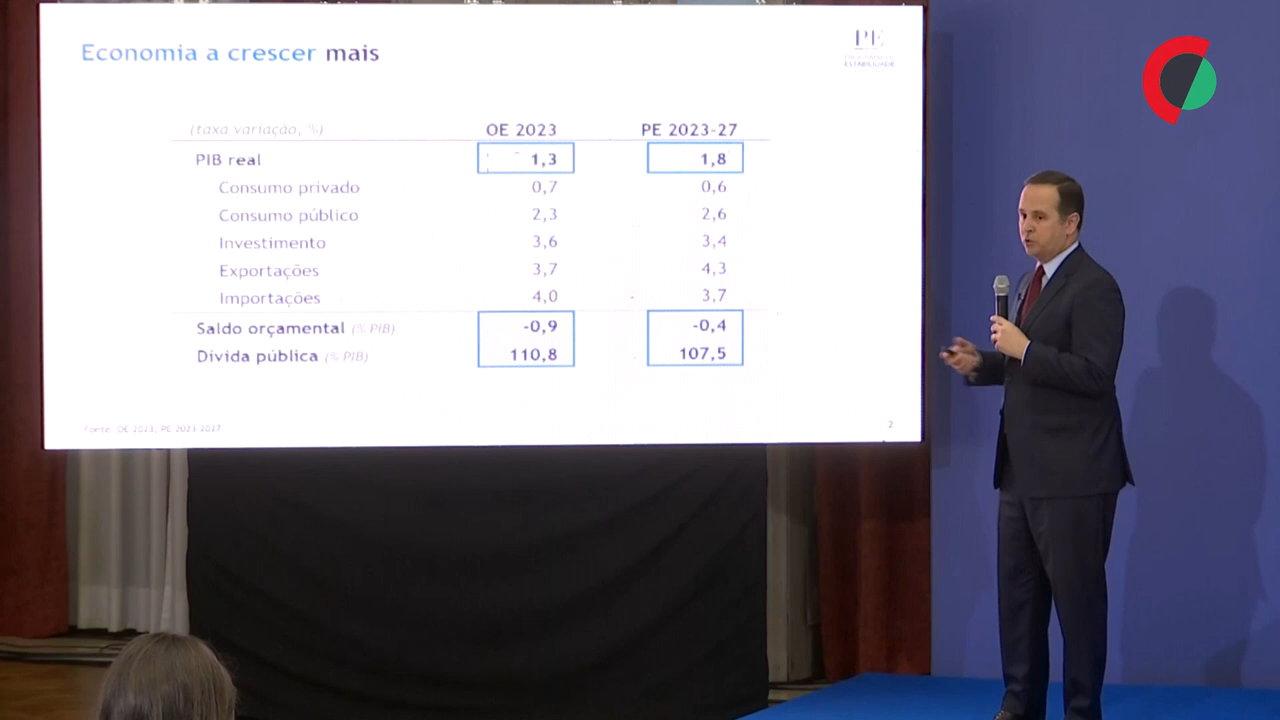 Economia a crescer mais
PE
ESTABILIDADE
(taxa variação, %) OE 2023 PE 2023-27
PIB real 1,3 1,8
Consumo privado 0,7 0,6
Consumo público 2,3 2,6
Investimento 3,6 3,4
Exportações 3,7 4,3
Importações 4,0 3,7
Saldo orçamental (% PIB) -0,9 -0,4
Dívida pública (% PIB) 110,8 107,5
Fonte: OE 2023; PE 2023-2027
2